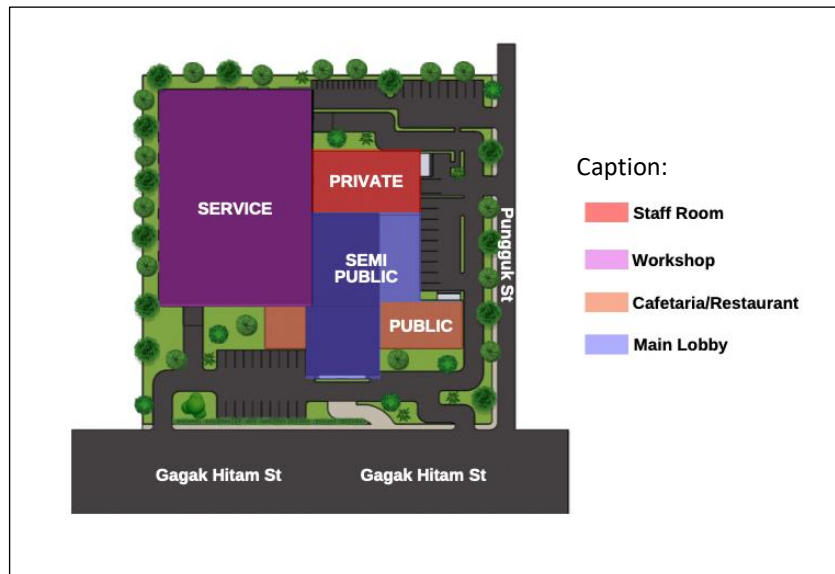 PRIVATE
SERVICE
SEMI
PUBLIC
PUBLIC
Pungguk St
Gagak Hitam St
Gagak Hitam St
Caption:
Staff Room
Workshop
Cafetaria/Restaurant
Main Lobby